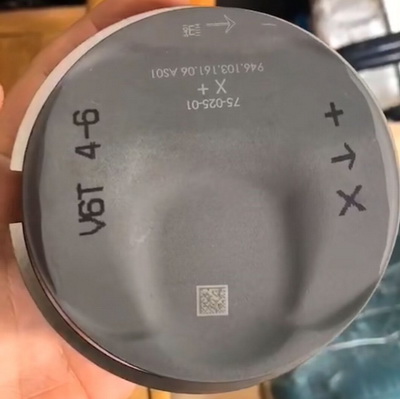 946.103.161.06 AS01
X +
75-025-01
V6T 4-6
+ → X